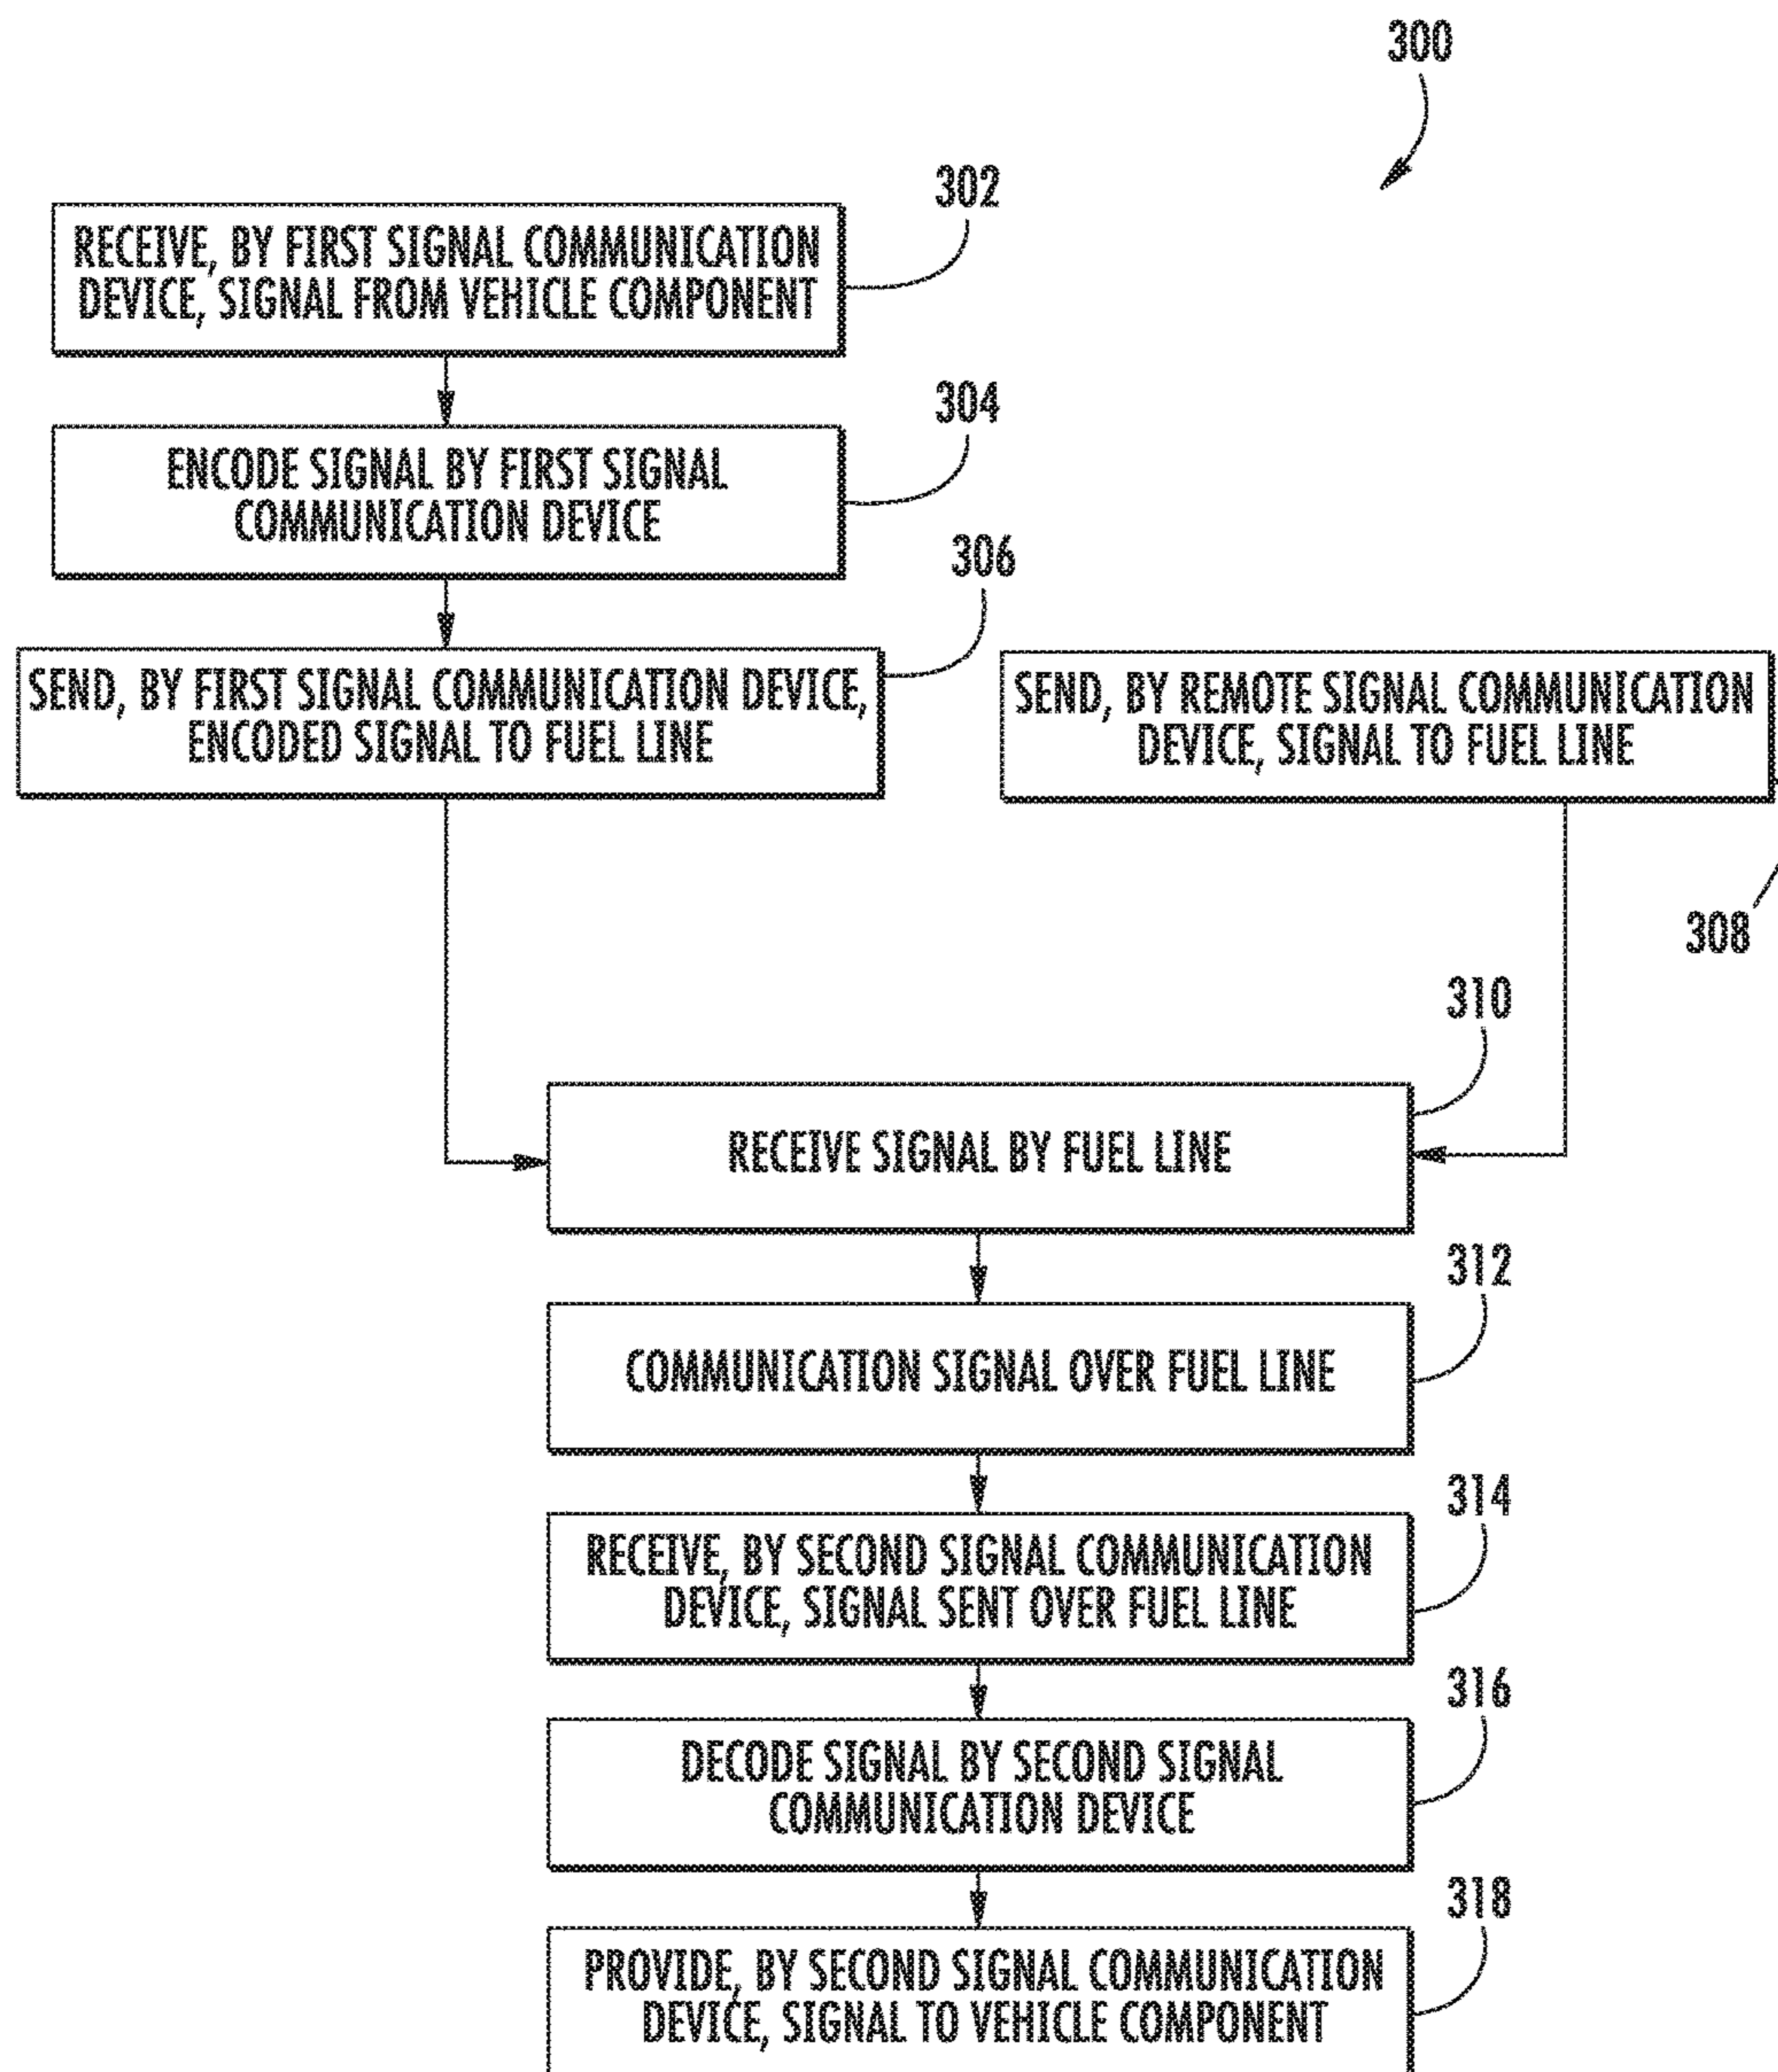 300
302
RECEIVE, BY FIRST SIGNAL COMMUNICATION
DEVICE, SIGNAL FROM VEHICLE COMPONENT
304
ENCODE SIGNAL BY FIRST SIGNAL
COMMUNICATION DEVICE
306
SEND, BY FIRST SIGNAL COMMUNICATION DEVICE,
ENCODED SIGNAL TO FUEL LINE
SEND, BY REMOTE SIGNAL COMMUNICATION
DEVICE, SIGNAL TO FUEL LINE
308
310
RECEIVE SIGNAL BY FUEL LINE
312
COMMUNICATION SIGNAL OVER FUEL LINE
314
RECEIVE, BY SECOND SIGNAL COMMUNICATION
DEVICE, SIGNAL SENT OVER FUEL LINE
316
DECODE SIGNAL BY SECOND SIGNAL
COMMUNICATION DEVICE
318
PROVIDE, BY SECOND SIGNAL COMMUNICATION
DEVICE, SIGNAL TO VEHICLE COMPONENT